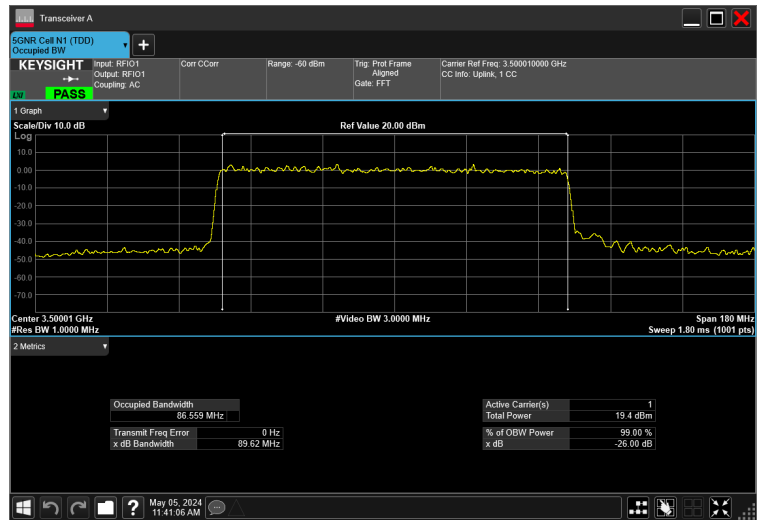 Transceiver A
5GNR Cell N1 (TDD)
Occupied BW
KEYSIGHT
LXI
PASS
Input: RFIO1
Output: RFIO1
Coupling: AC
Corr CCorr
Range: -60 dBm
Trig: Prot Frame
Aligned
Gate: FFT
Carrier Ref Freq: 3.500010000 GHz
CC Info: Uplink, 1 CC
1 Graph
Scale/Div 10.0 dB
Ref Value 20.00 dBm
Log
10.0
0.00
-10.0
-20.0
-30.0
-40.0
-50.0
-60.0
-70.0
Center 3.50001 GHz
#Video BW 3.0000 MHz
Span 180 MHz
#Res BW 1.0000 MHz
Sweep 1.80 ms (1001 pts)
2 Metrics
Occupied Bandwidth
86.559 MHz
Transmit Freq Error 0 Hz
x dB Bandwidth 89.62 MHz
Active Carrier(s) 1
Total Power 19.4 dBm
% of OBW Power 99.00 %
x dB -26.00 dB
?
May 05, 2024
11:41:06 AM